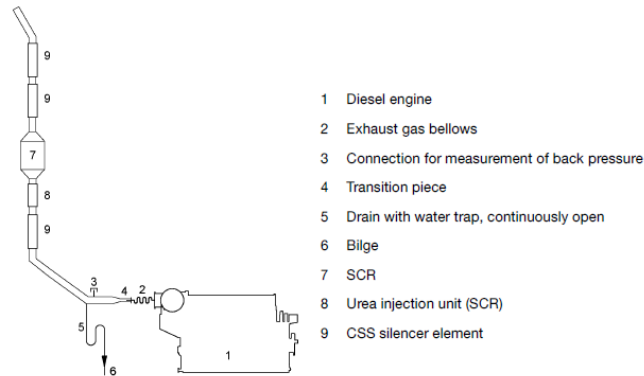 9
9
7
8
9
3
4 2
5
1
6
1 Diesel engine
2 Exhaust gas bellows
3 Connection for measurement of back pressure
4 Transition piece
5 Drain with water trap, continuously open
6 Bilge
7 SCR
8 Urea injection unit (SCR)
9 CSS silencer element